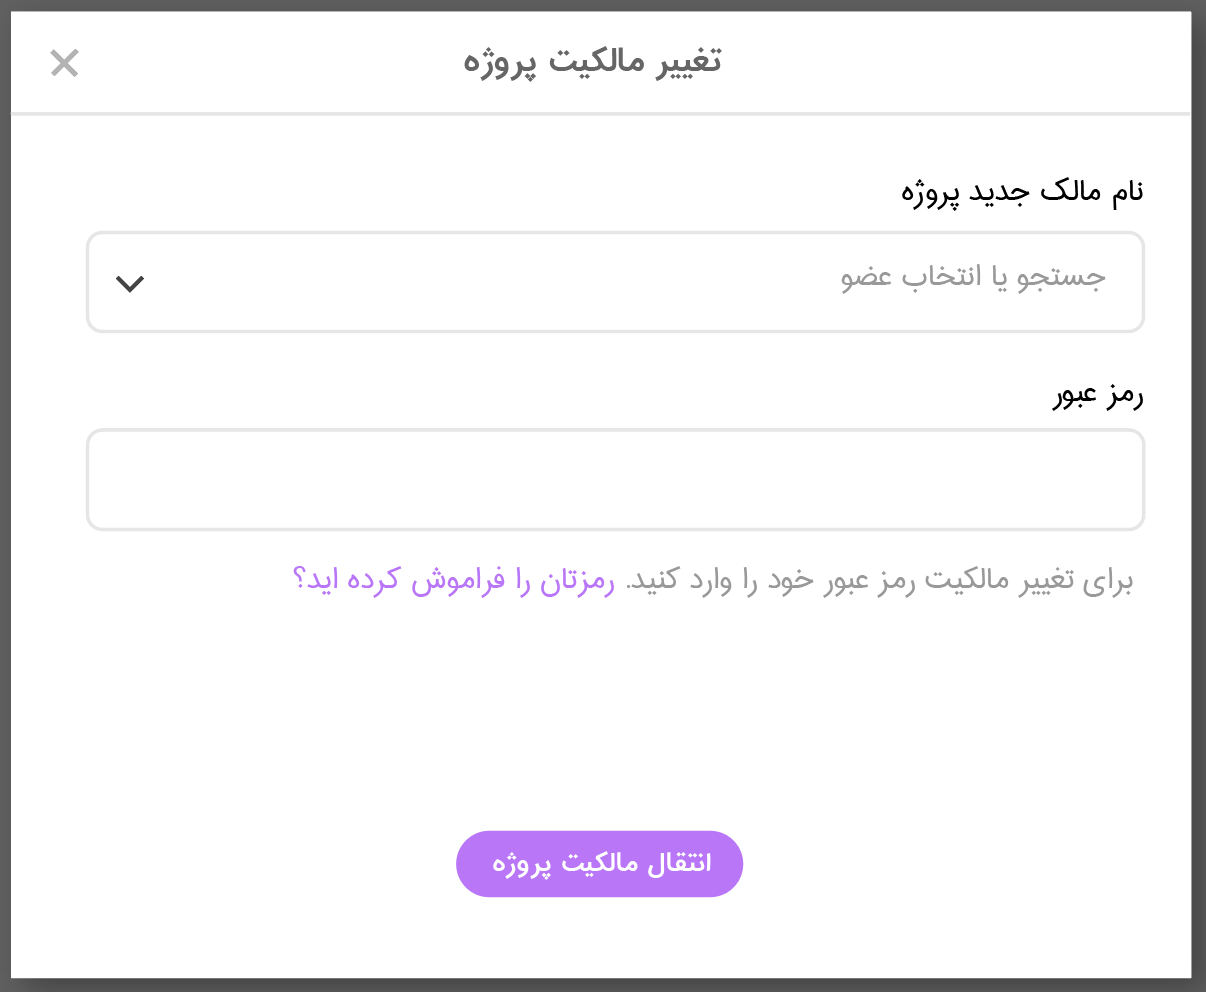 تغییر مالکیت پروژه
نام مالک جدید پروژه
جستجو یا انتخاب عضو
رمز عبور
برای تغییر مالکیت رمز عبور خود را وارد کنید. رمزتان را فراموش کرده اید؟
انتقال مالکیت پروژه